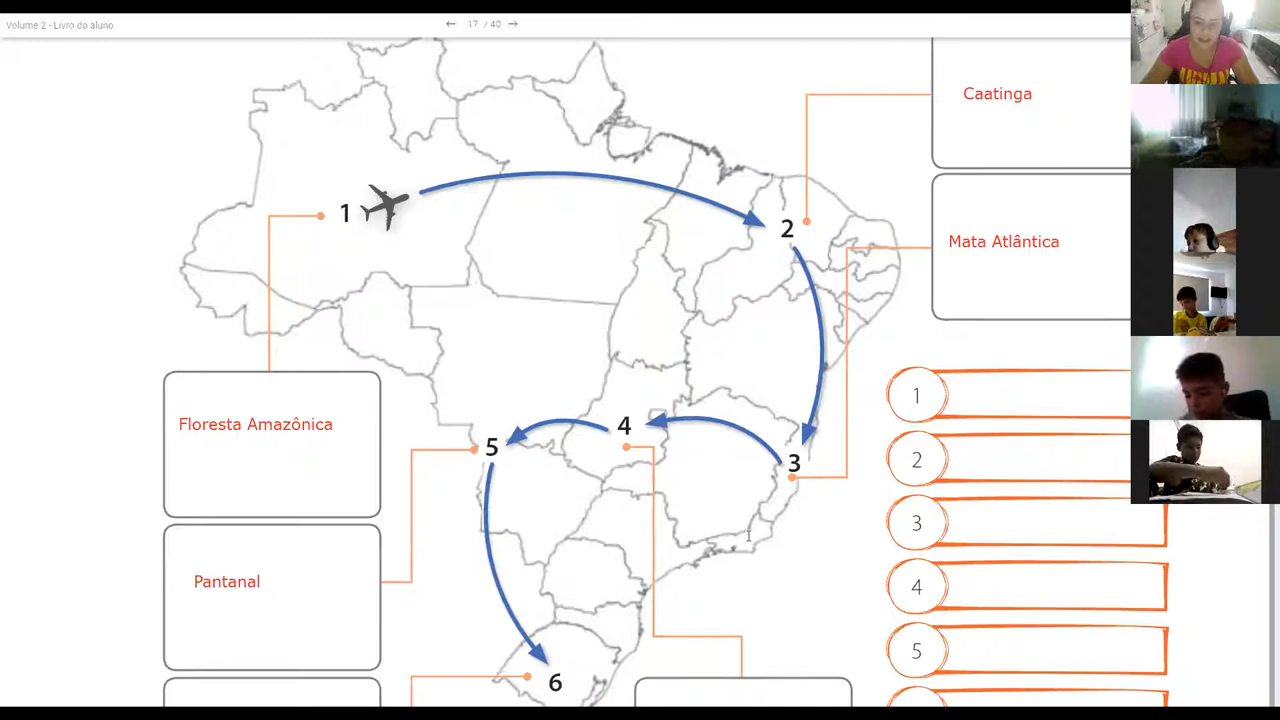 Volume 2 - Livro do aluno
17 / 40
Caatinga
Mata Atlântica
1
2
3
4
5
6
Floresta Amazônica
Pantanal
1
2
3
4
5